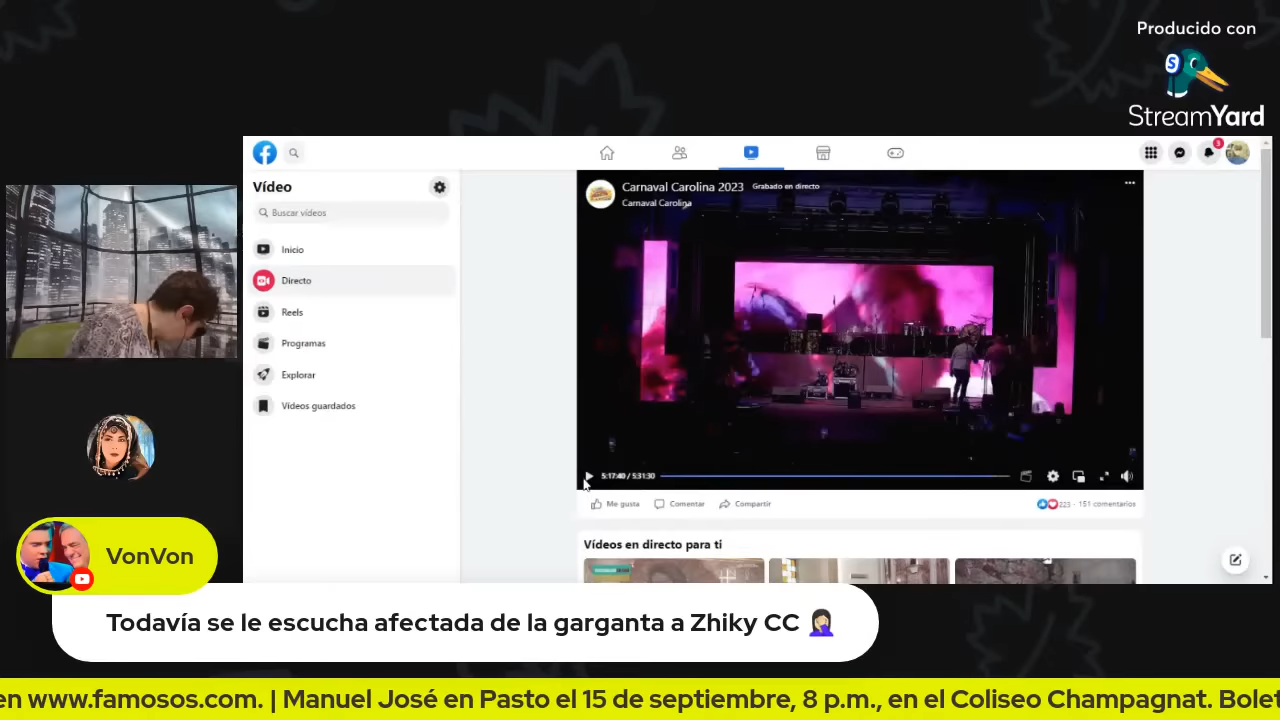 Producido con
StreamYard
Vídeo
Buscar vídeos
Inicio
Directo
Reels
Programas
Explorar
Vídeos guardados
Carnaval Carolina 2023 Grabado en directo
Carnaval Carolina
5:17:40 / 5:31:30
Me gusta Comentar Compartir
223 · 151 comentarios
Vídeos en directo para ti
VonVon
Todavía se le escucha afectada de la garganta a Zhiky CC 🤦🏻‍♀️
en www.famosos.com. | Manuel José en Pasto el 15 de septiembre, 8 p.m., en el Coliseo Champagnat. Bolet